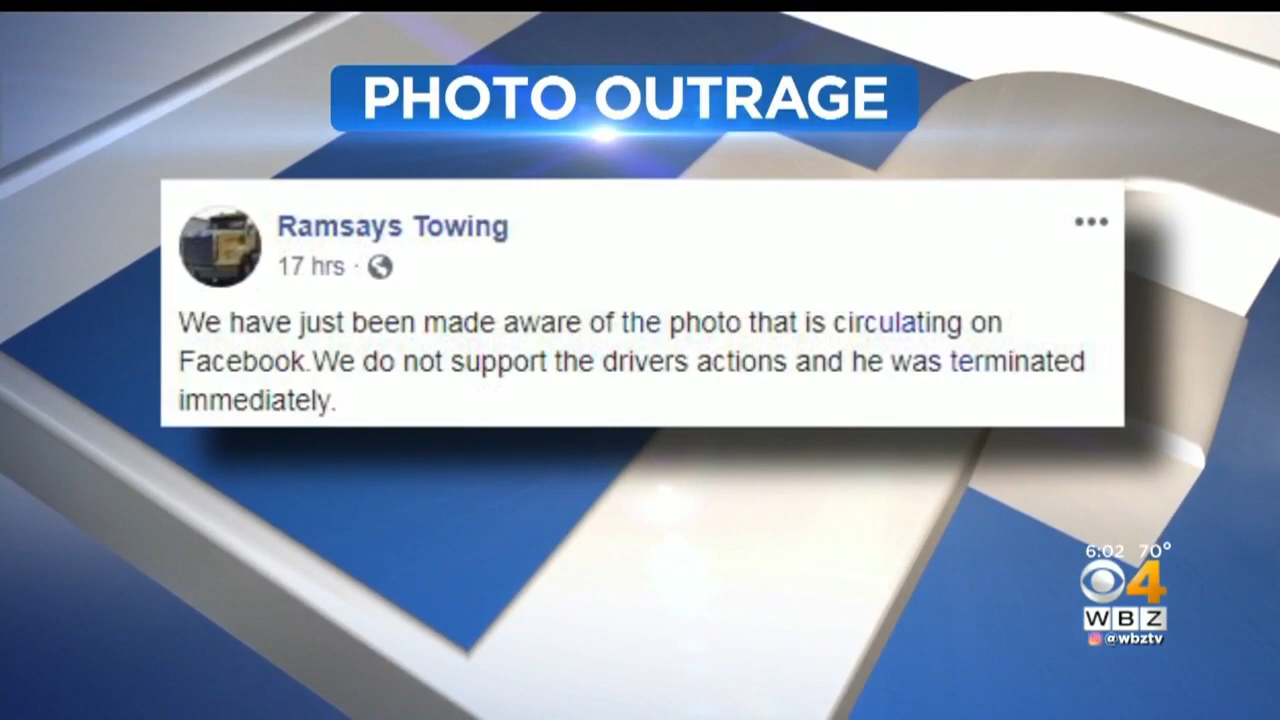 PHOTO OUTRAGE
Ramsays Towing
17 hrs ·
We have just been made aware of the photo that is circulating on
Facebook.We do not support the drivers actions and he was terminated
immediately.
6:02 70°
4
WBZ
@wbztv